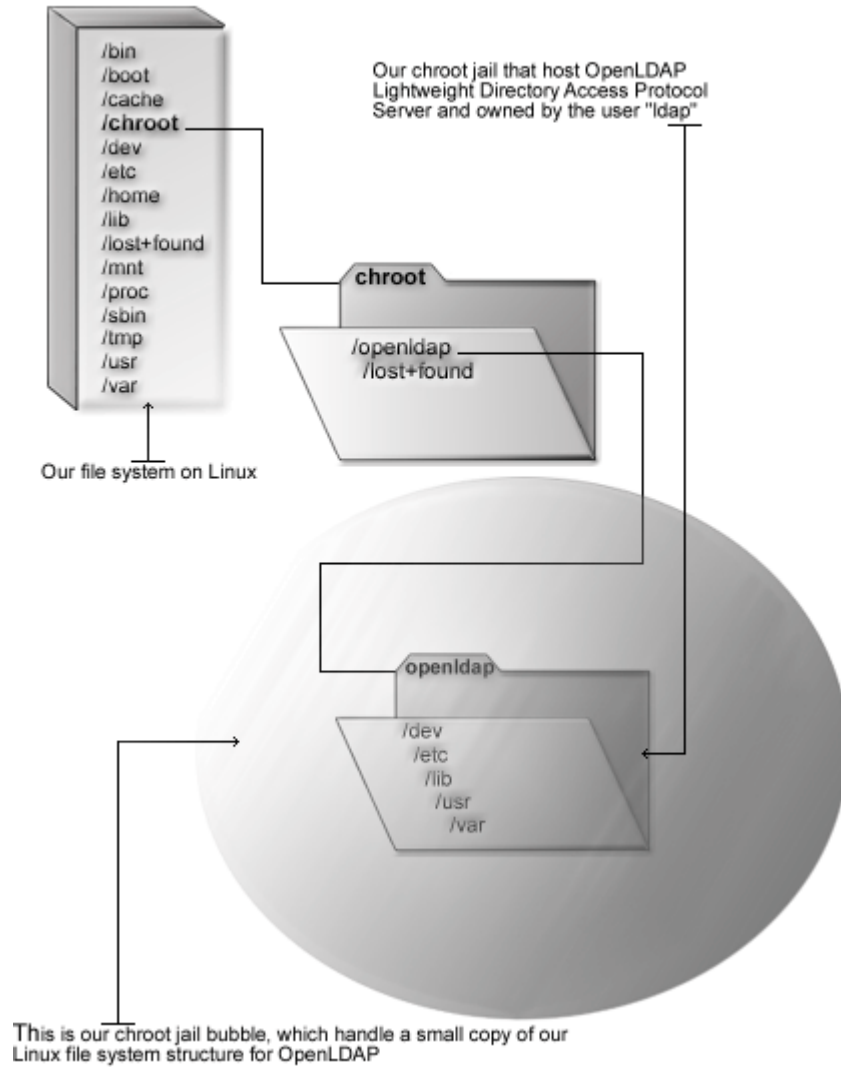 /bin
/boot
/cache
/chroot
/dev
/etc
/home
/lib
/lost+found
/mnt
/proc
/sbin
/tmp
/usr
/var
Our file system on Linux
Our chroot jail that host OpenLDAP
Lightweight Directory Access Protocol
Server and owned by the user "ldap"
chroot
/openldap
/lost+found
openldap
/dev
/etc
/lib
/usr
/var
This is our chroot jail bubble, which handle a small copy of our
Linux file system structure for OpenLDAP